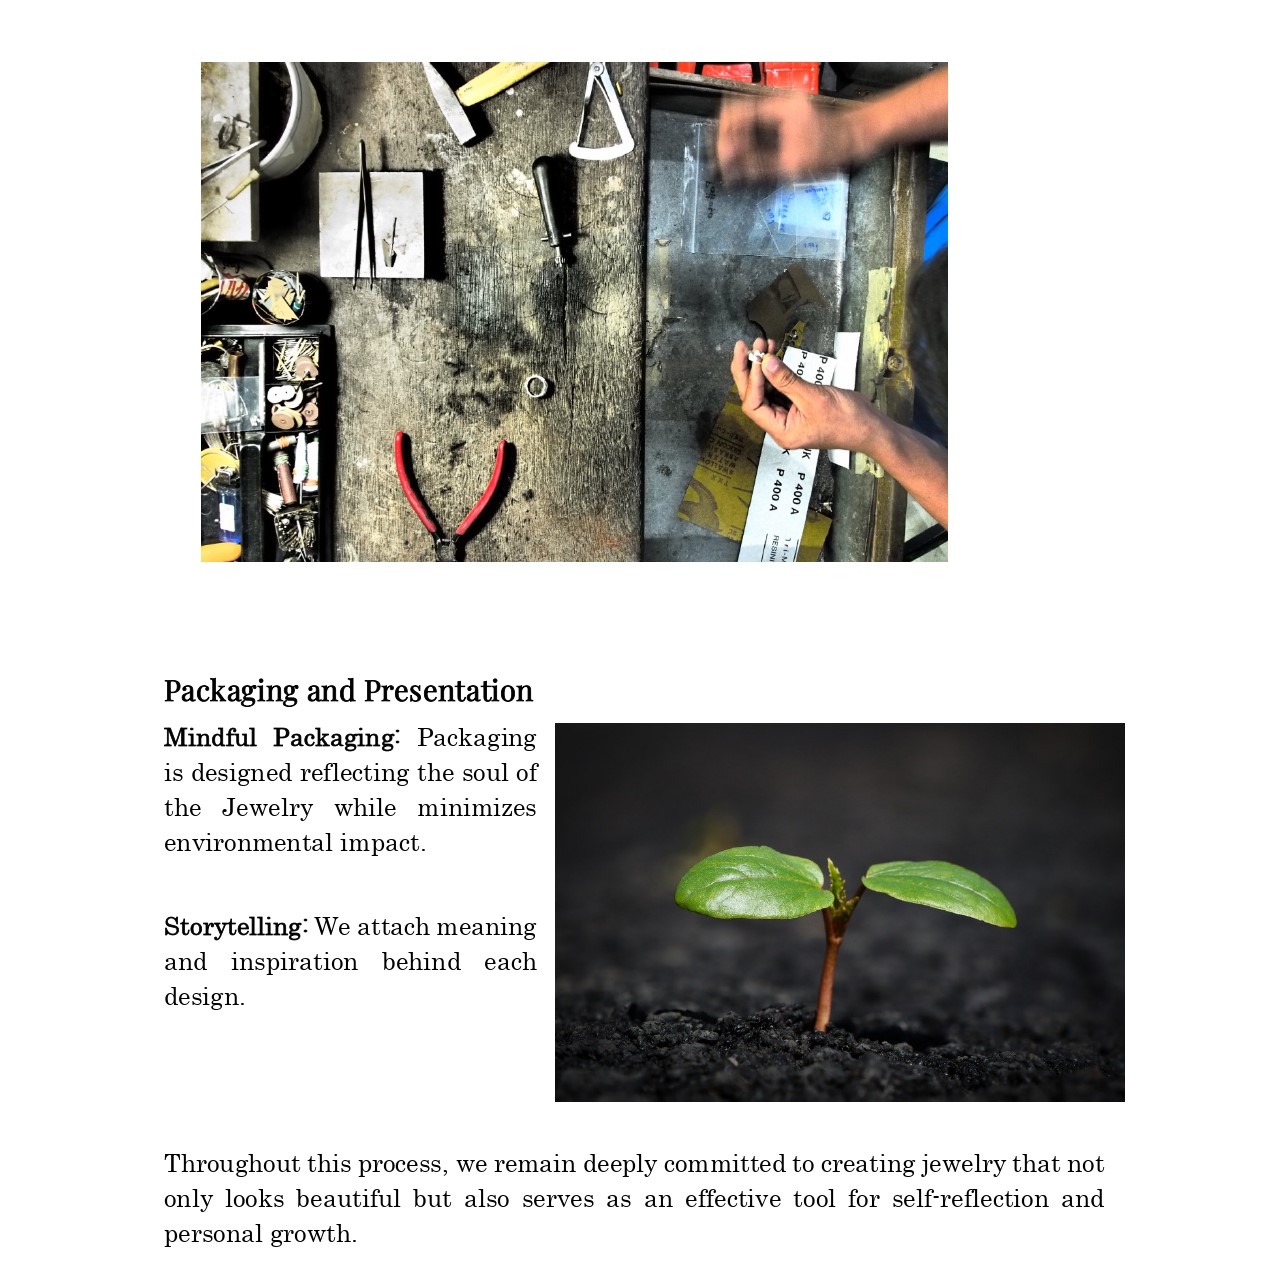 P 400
P 400
P 400 A
P 400 A
RESIN
Packaging and Presentation
Mindful Packaging: Packaging
is designed reflecting the soul of
the Jewelry while minimizes
environmental impact.
Storytelling: We attach meaning
and inspiration behind each
design.
Throughout this process, we remain deeply committed to creating jewelry that not
only looks beautiful but also serves as an effective tool for self-reflection and
personal growth.